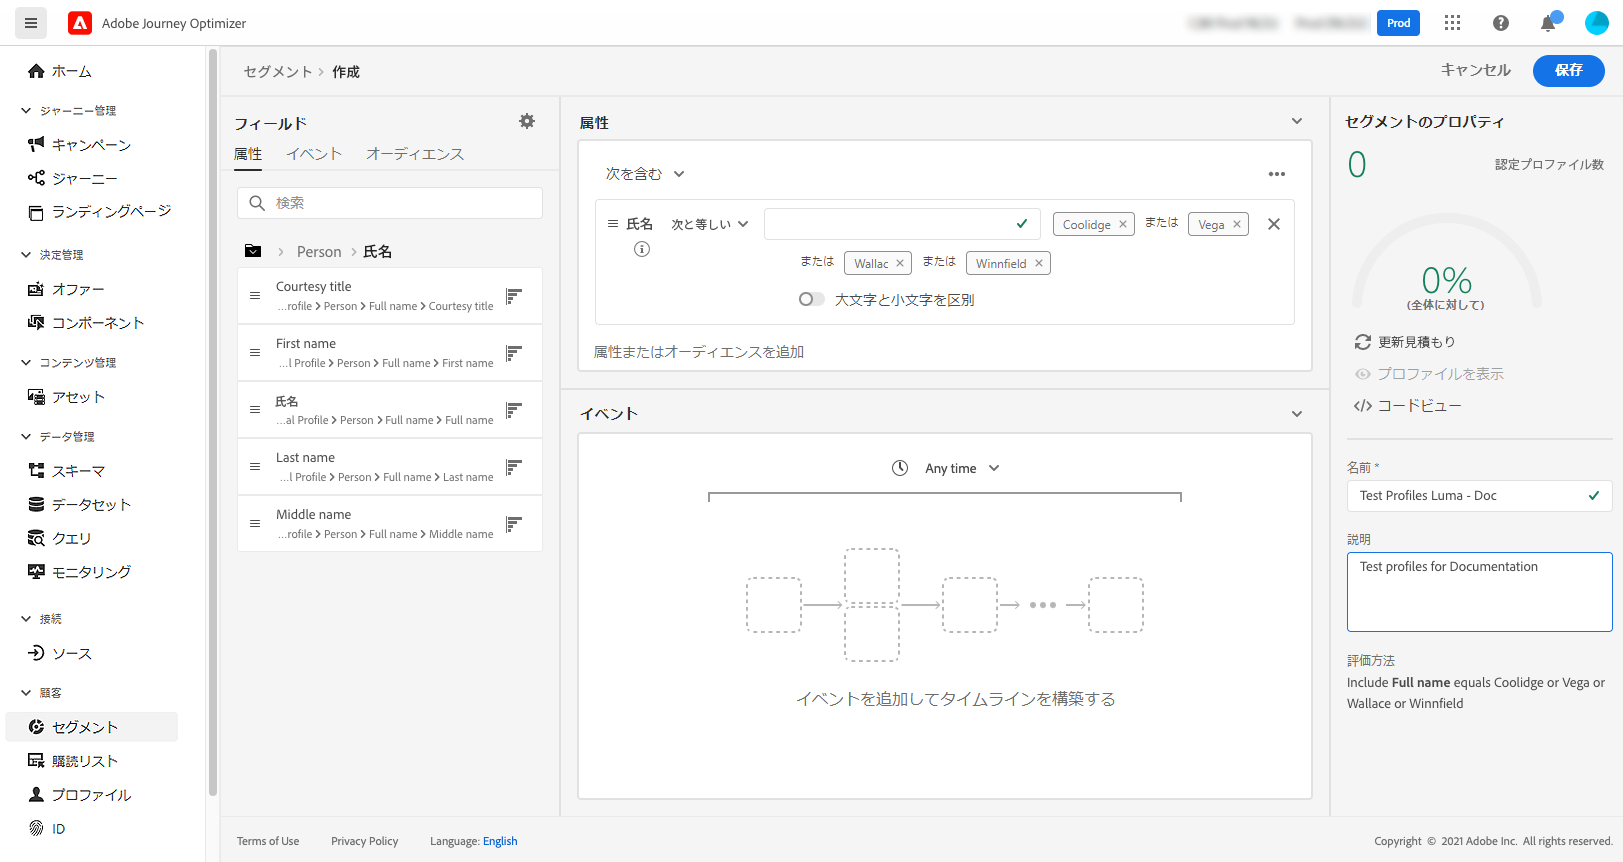 Adobe Journey Optimizer
Prod
ホーム
ジャーニー管理
キャンペーン
ジャーニー
ランディングページ
決定管理
オファー
コンポーネント
コンテンツ管理
アセット
データ管理
スキーマ
データセット
クエリ
モニタリング
接続
ソース
顧客
セグメント
購読リスト
プロファイル
ID
セグメント > 作成
キャンセル
保存
フィールド
属性 イベント オーディエンス
検索
Person > 氏名
Courtesy title
...rofile > Person > Full name > Courtesy title
First name
...l Profile > Person > Full name > First name
氏名
...al Profile > Person > Full name > Full name
Last name
...l Profile > Person > Full name > Last name
Middle name
...rofile > Person > Full name > Middle name
属性
次を含む
氏名 次と等しい Coolidge または Vega
または Wallac または Winnfield
大文字と小文字を区別
属性またはオーディエンスを追加
イベント
Any time
イベントを追加してタイムラインを構築する
セグメントのプロパティ
0 認定プロファイル数
0%
(全体に対して)
更新見積もり
プロファイルを表示
コードビュー
名前 *
Test Profiles Luma - Doc
説明
Test profiles for Documentation
評価方法
Include Full name equals Coolidge or Vega or
Wallace or Winnfield
Terms of Use Privacy Policy Language: English
Copyright © 2021 Adobe Inc. All rights reserved.